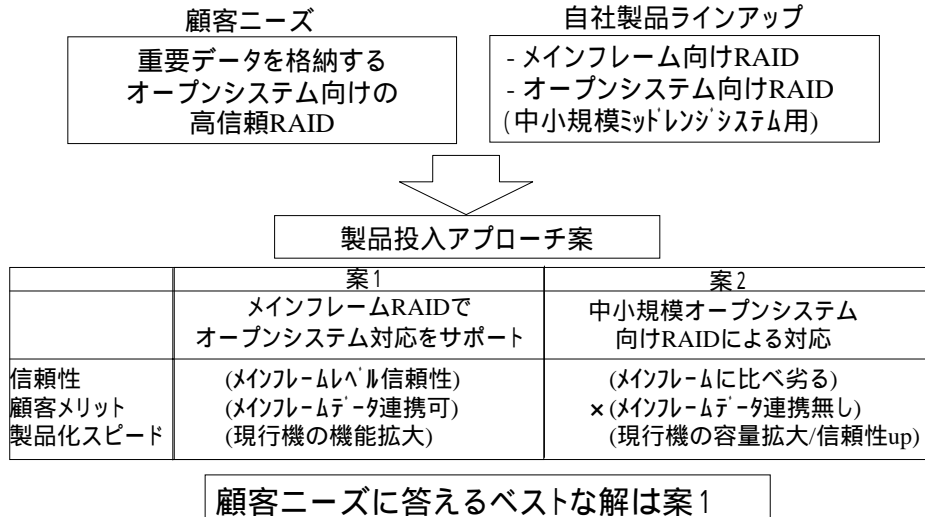 顧客ニーズ
自社製品ラインアップ
重要データを格納する
オープンシステム向けの
高信頼RAID
- メインフレーム向けRAID
- オープンシステム向けRAID
(中小規模ﾐｯﾄﾞﾚﾝｼﾞｼｽﾃﾑ用)
製品投入アプローチ案
案1 案2
メインフレームRAIDで
オープンシステム対応をサポート
中小規模オープンシステム
向けRAIDによる対応
信頼性 (ﾒｲﾝﾌﾚｰﾑﾚﾍﾞﾙ信頼性) (ﾒｲﾝﾌﾚｰﾑに比べ劣る)
顧客メリット (ﾒｲﾝﾌﾚｰﾑﾃﾞｰﾀ連携可) ×(ﾒｲﾝﾌﾚｰﾑﾃﾞｰﾀ連携無し)
製品化スピード (現行機の機能拡大) (現行機の容量拡大/信頼性up)
顧客ニーズに答えるベストな解は案1